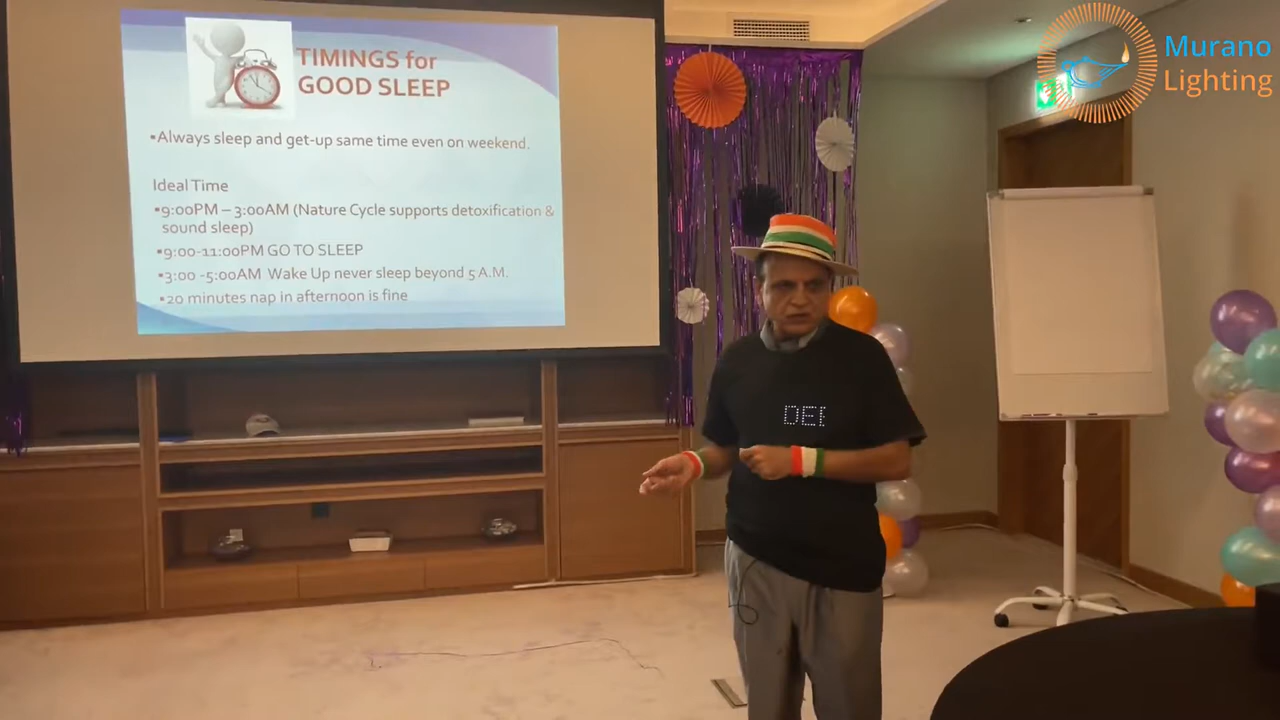 TIMINGS for
GOOD SLEEP
▪Always sleep and get-up same time even on weekend.
Ideal Time
▪9:00PM – 3:00AM (Nature Cycle supports detoxification &
sound sleep)
▪9:00-11:00PM GO TO SLEEP
▪3:00 -5:00AM Wake Up never sleep beyond 5 A.M.
▪20 minutes nap in afternoon is fine
Murano
Lighting